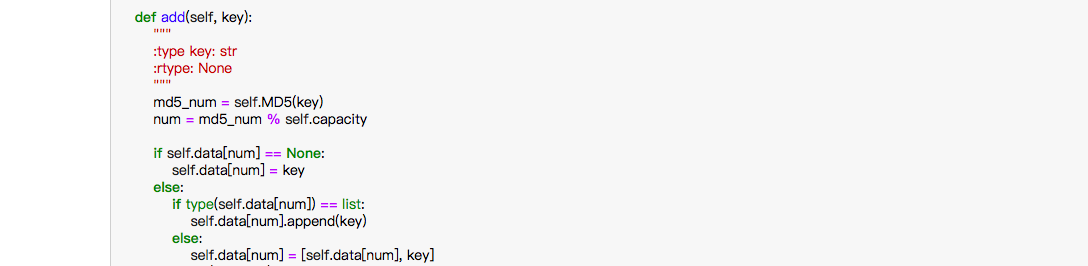 def add(self, key):
"""
:type key: str
:rtype: None
"""
md5_num = self.MD5(key)
num = md5_num % self.capacity
if self.data[num] == None:
self.data[num] = key
else:
if type(self.data[num]) == list:
self.data[num].append(key)
else:
self.data[num] = [self.data[num], key]